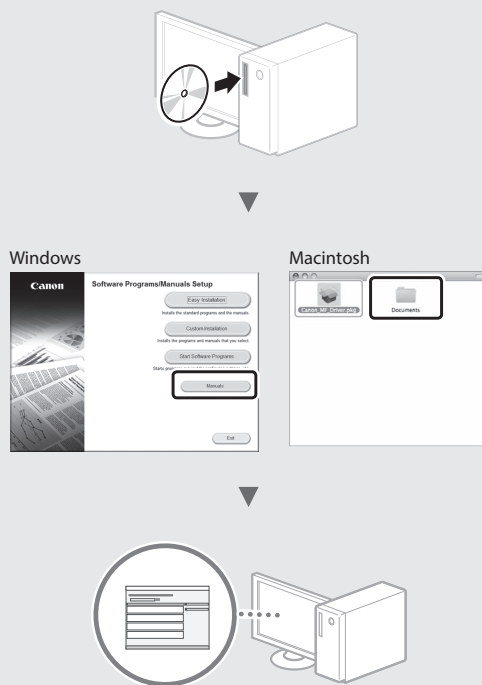 Windows
Macintosh
Canon
Software Programs/Manuals Setup
Easy Installation
Installs the standard programs and the manuals.
Custom Installation
Installs the programs and manuals that you select.
Start Software Programs
Manuals
Exit
Canon_MF_Driver.pkg
Documents